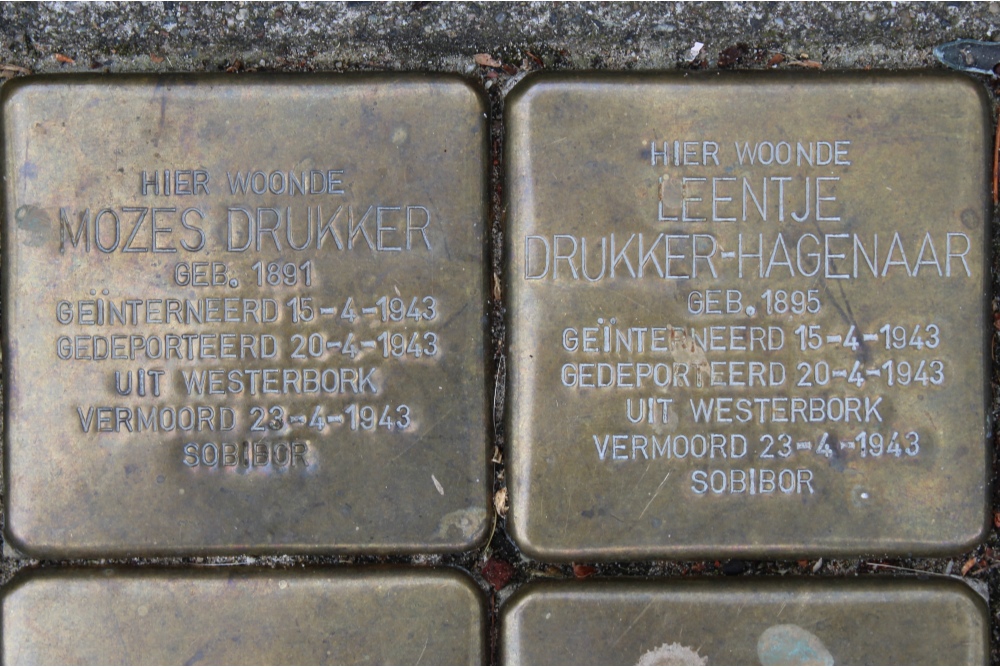 HIER WOONDE
MOZES DRUKKER
GEB. 1891
GEÏNTERNEERD 15-4-1943
GEDEPORTEERD 20-4-1943
UIT WESTERBORK
VERMOORD 23-4-1943
SOBIBOR
HIER WOONDE
LEENTJE
DRUKKER-HAGENAAR
GEB. 1895
GEÏNTERNEERD 15-4-1943
GEDEPORTEERD 20-4-1943
UIT WESTERBORK
VERMOORD 23-4-1943
SOBIBOR